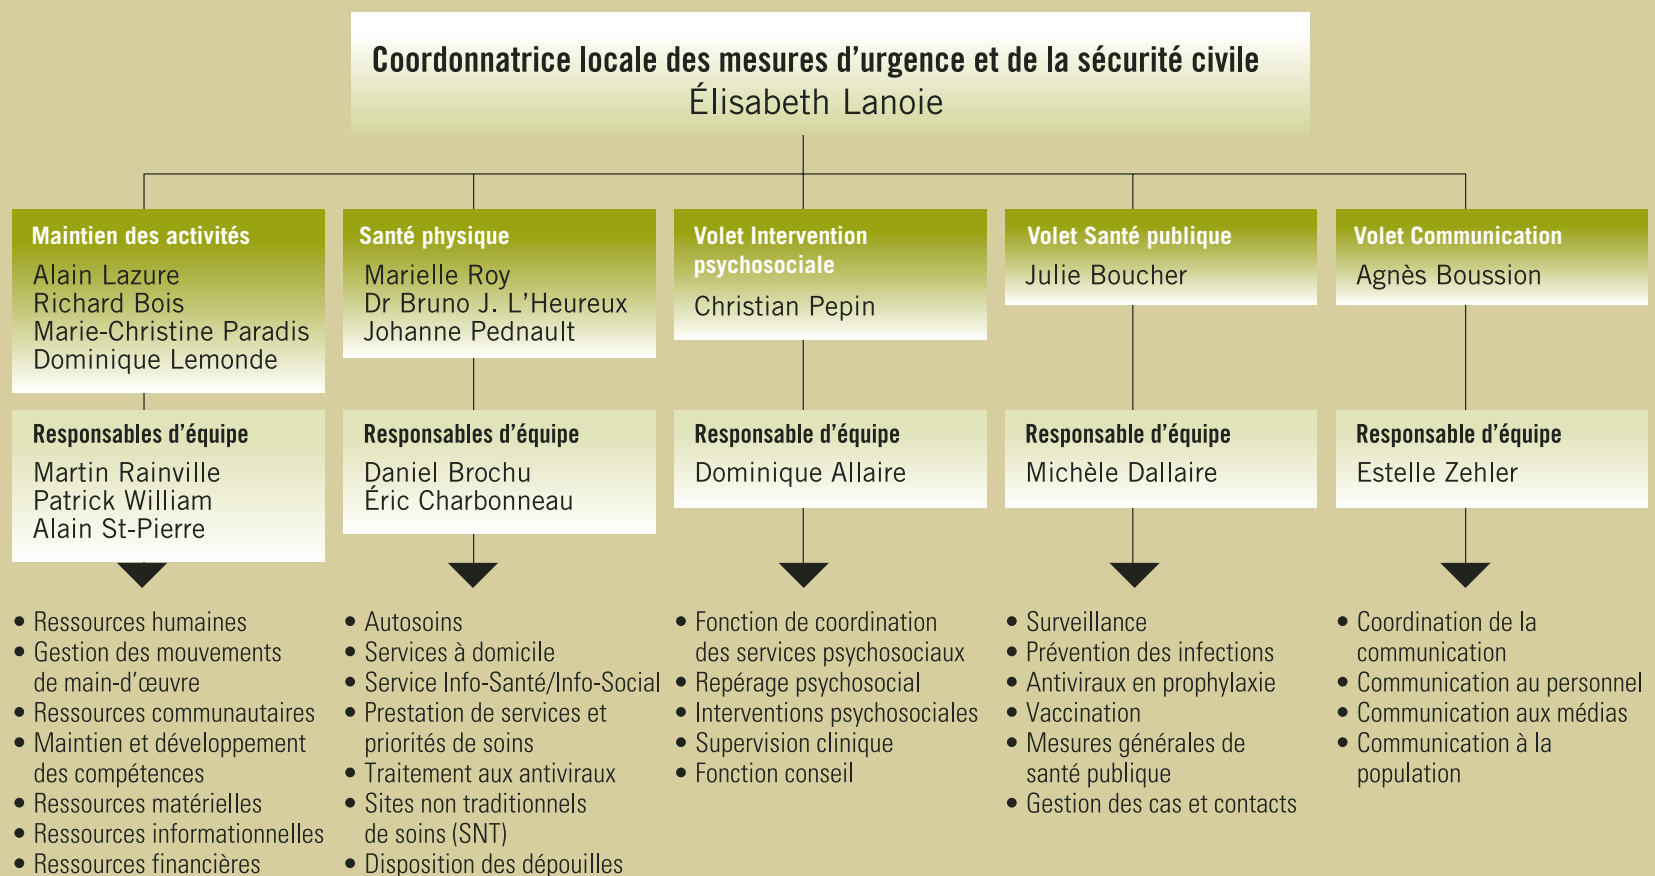 Coordonnatrice locale des mesures d'urgence et de la sécurité civile
Élisabeth Lanoie
Maintien des activités
Alain Lazure
Richard Bois
Marie-Christine Paradis
Dominique Lemonde
Responsables d'équipe
Martin Rainville
Patrick William
Alain St-Pierre
• Ressources humaines
• Gestion des mouvements
de main-d'œuvre
• Ressources communautaires
• Maintien et développement
des compétences
• Ressources matérielles
• Ressources informationnelles
• Ressources financières
Santé physique
Marielle Roy
Dr Bruno J. L'Heureux
Johanne Pednault
Responsables d'équipe
Daniel Brochu
Éric Charbonneau
• Autosoins
• Services à domicile
• Service Info-Santé/Info-Social
• Prestation de services et
priorités de soins
• Traitement aux antiviraux
• Sites non traditionnels
de soins (SNT)
• Disposition des dépouilles
Volet Intervention
psychosociale
Christian Pepin
Responsable d'équipe
Dominique Allaire
• Fonction de coordination
des services psychosociaux
• Repérage psychosocial
• Interventions psychosociales
• Supervision clinique
• Fonction conseil
Volet Santé publique
Julie Boucher
Responsable d'équipe
Michèle Dallaire
• Surveillance
• Prévention des infections
• Antiviraux en prophylaxie
• Vaccination
• Mesures générales de
santé publique
• Gestion des cas et contacts
Volet Communication
Agnès Boussion
Responsable d'équipe
Estelle Zehler
• Coordination de la
communication
• Communication au personnel
• Communication aux médias
• Communication à la
population